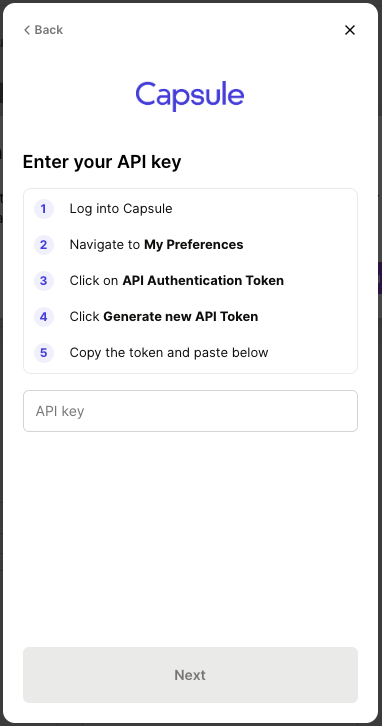 Back
Capsule
Enter your API key
1 Log into Capsule
2 Navigate to My Preferences
3 Click on API Authentication Token
4 Click Generate new API Token
5 Copy the token and paste below
API key
Next